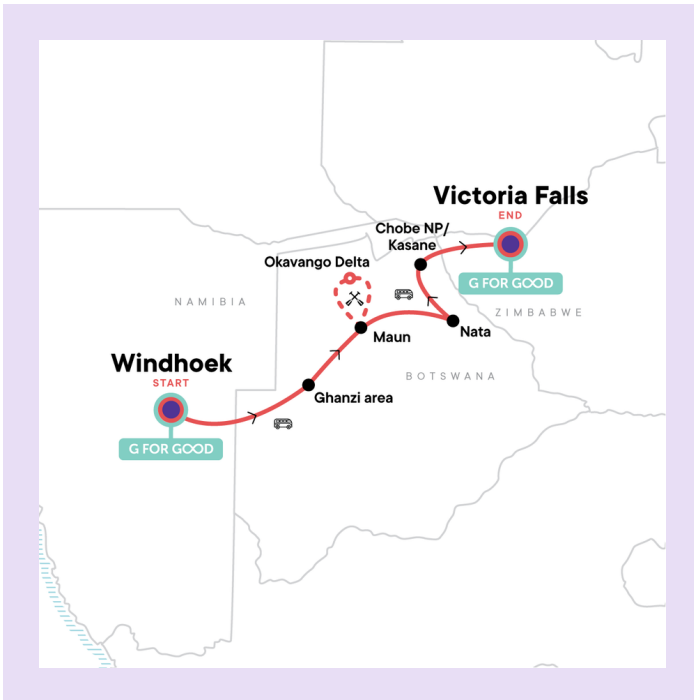 Victoria Falls
END
Chobe NP/
Kasane
Okavango Delta
G FOR GOOD
NAMIBIA
ZIMBABWE
Nata
Maun
Windhoek
START
BOTSWANA
Ghanzi area
G FOR GOOD